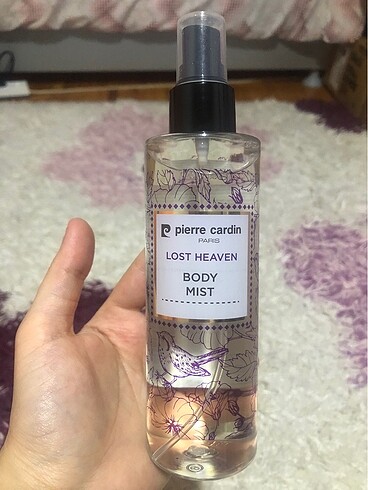 pierre cardin
PARIS
LOST HEAVEN
BODY
MIST